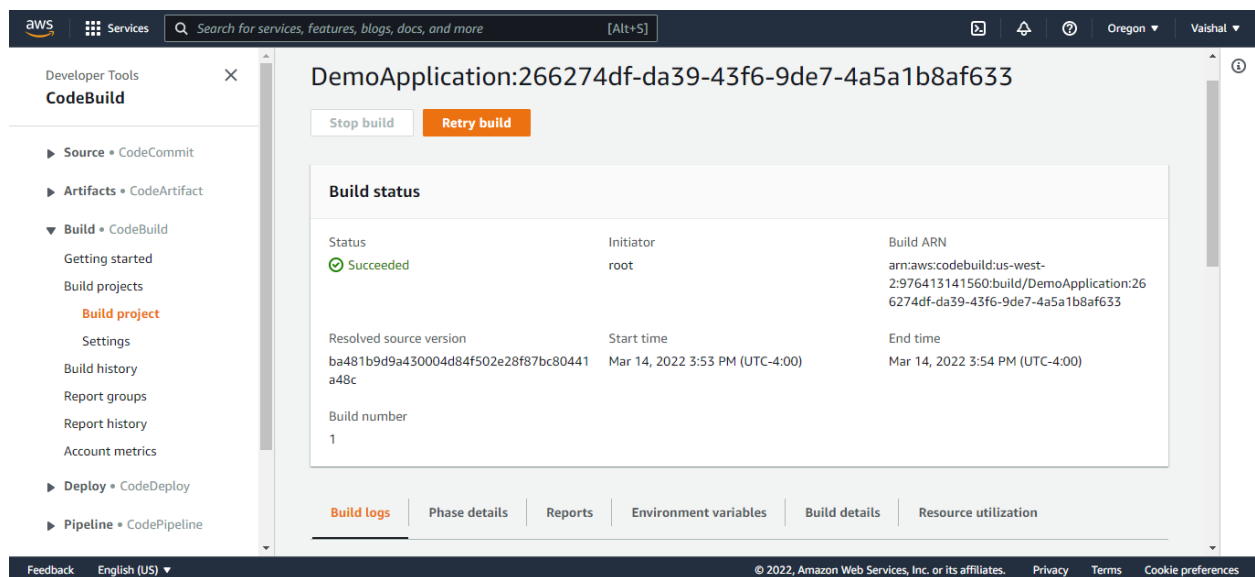 aws
Services
Search for services, features, blogs, docs, and more
[Alt+S]
Oregon ▼
Vaishal ▼
Developer Tools
CodeBuild
Source • CodeCommit
Artifacts • CodeArtifact
Build • CodeBuild
Getting started
Build projects
Build project
Settings
Build history
Report groups
Report history
Account metrics
Deploy • CodeDeploy
Pipeline • CodePipeline
DemoApplication:266274df-da39-43f6-9de7-4a5a1b8af633
Stop build
Retry build
Build status
Status
Succeeded
Initiator
root
Build ARN
arn:aws:codebuild:us-west-
2:976413141560:build/DemoApplication:26
6274df-da39-43f6-9de7-4a5a1b8af633
Resolved source version
ba481b9d9a430004d84f502e28f87bc80441
a48c
Start time
Mar 14, 2022 3:53 PM (UTC-4:00)
End time
Mar 14, 2022 3:54 PM (UTC-4:00)
Build number
1
Build logs
Phase details
Reports
Environment variables
Build details
Resource utilization
Feedback
English (US) ▼
© 2022, Amazon Web Services, Inc. or its affiliates.
Privacy
Terms
Cookie preferences